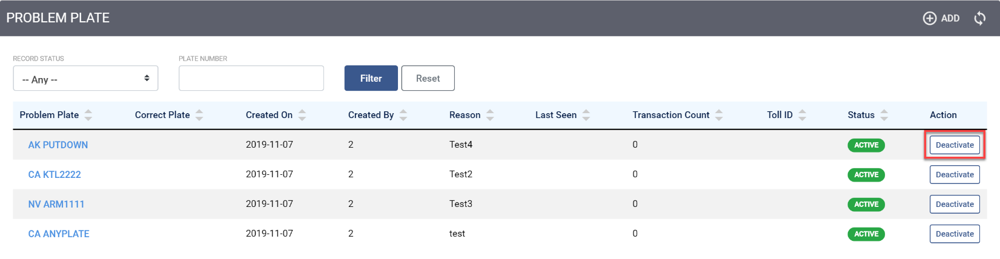 PROBLEM PLATE ADD
RECORD STATUS PLATE NUMBER
-- Any -- Filter Reset
Problem Plate Correct Plate Created On Created By Reason Last Seen Transaction Count Toll ID Status Action
AK PUTDOWN 2019-11-07 2 Test4 0 ACTIVE Deactivate
CA KTL2222 2019-11-07 2 Test2 0 ACTIVE Deactivate
NV ARM1111 2019-11-07 2 Test3 0 ACTIVE Deactivate
CA ANYPLATE 2019-11-07 2 test 0 ACTIVE Deactivate